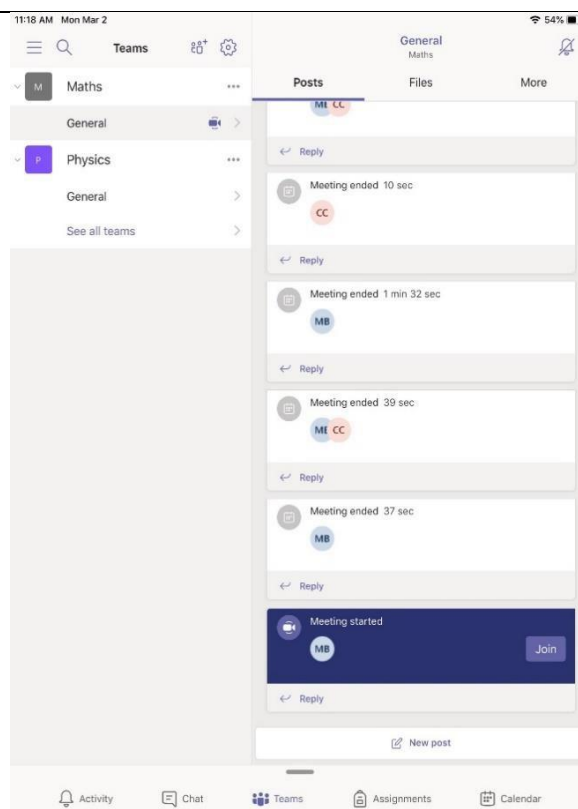 11:18 AM Mon Mar 2
54%
Teams
M Maths
General
P Physics
General
See all teams
General
Maths
Posts Files More
ME CC
Reply
Meeting ended 10 sec
CC
Reply
Meeting ended 1 min 32 sec
MB
Reply
Meeting ended 39 sec
ME CC
Reply
Meeting ended 37 sec
MB
Reply
Meeting started
MB
Join
Reply
New post
Activity Chat Teams Assignments Calendar